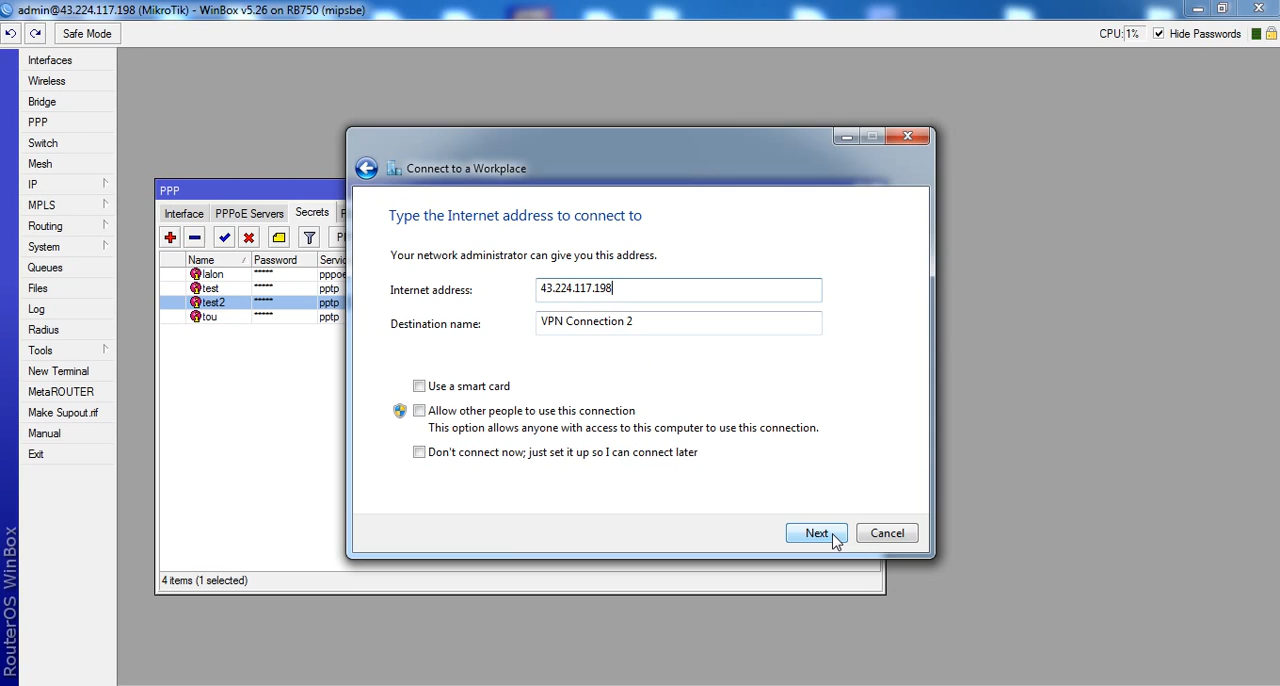 admin@43.224.117.198 (MikroTik) - WinBox v5.26 on RB750 (mipsbe)
Safe Mode
CPU: 1% Hide Passwords
Interfaces
Wireless
Bridge
PPP
Switch
Mesh
IP
MPLS
Routing
System
Queues
Files
Log
Radius
Tools
New Terminal
MetaROUTER
Make Supout.rif
Manual
Exit
RouterOS WinBox
PPP
Interface PPPoE Servers Secrets
Name / Password
lalon ***** pppoe
test ***** pptp
test2 ***** pptp
tou ***** pptp
4 items (1 selected)
Connect to a Workplace
Type the Internet address to connect to
Your network administrator can give you this address.
Internet address: 43.224.117.198
Destination name: VPN Connection 2
Use a smart card
Allow other people to use this connection
This option allows anyone with access to this computer to use this connection.
Don't connect now; just set it up so I can connect later
Next Cancel